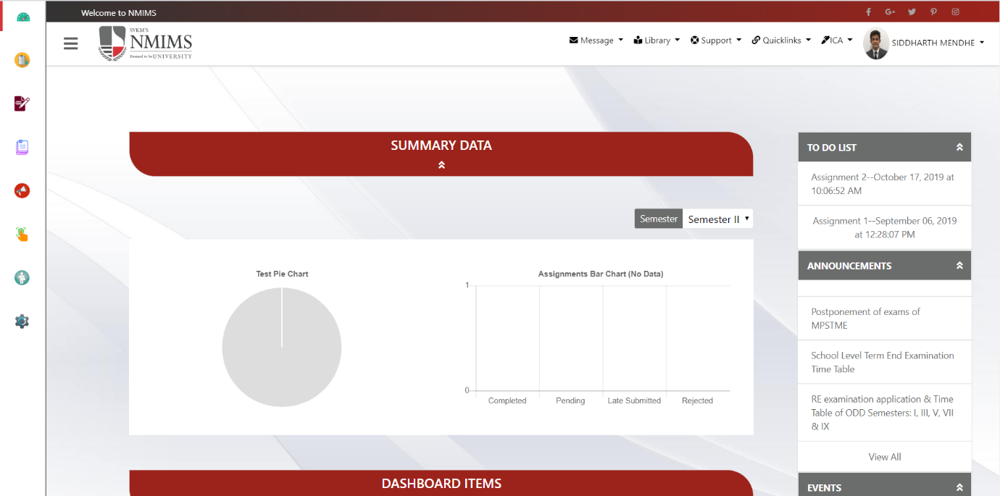 Welcome to NMIMS
SVKM'S
NMIMS
Deemed to be UNIVERSITY
Message
Library
Support
Quicklinks
ICA
SIDDHARTH MENDHE
SUMMARY DATA
Semester
Semester II
Test Pie Chart
Assignments Bar Chart (No Data)
1
0
Completed
Pending
Late Submitted
Rejected
DASHBOARD ITEMS
TO DO LIST
Assignment 2--October 17, 2019 at
10:06:52 AM
Assignment 1--September 06, 2019
at 12:28:07 PM
ANNOUNCEMENTS
Postponement of exams of
MPSTME
School Level Term End Examination
Time Table
RE examination application & Time
Table of ODD Semesters: I, III, V, VII
& IX
View All
EVENTS